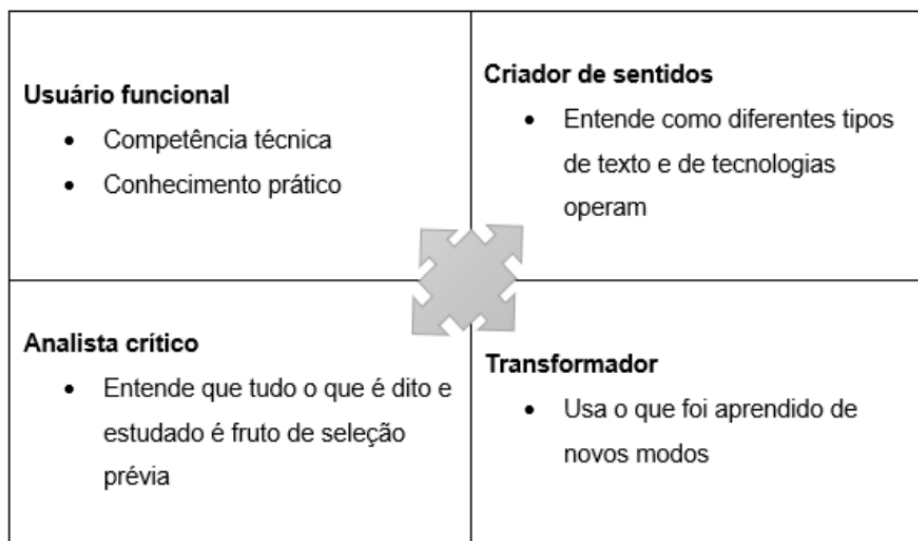 Usuário funcional
• Competência técnica
• Conhecimento prático
Criador de sentidos
• Entende como diferentes tipos
de texto e de tecnologias
operam
Analista crítico
• Entende que tudo o que é dito e
estudado é fruto de seleção
prévia
Transformador
• Usa o que foi aprendido de
novos modos